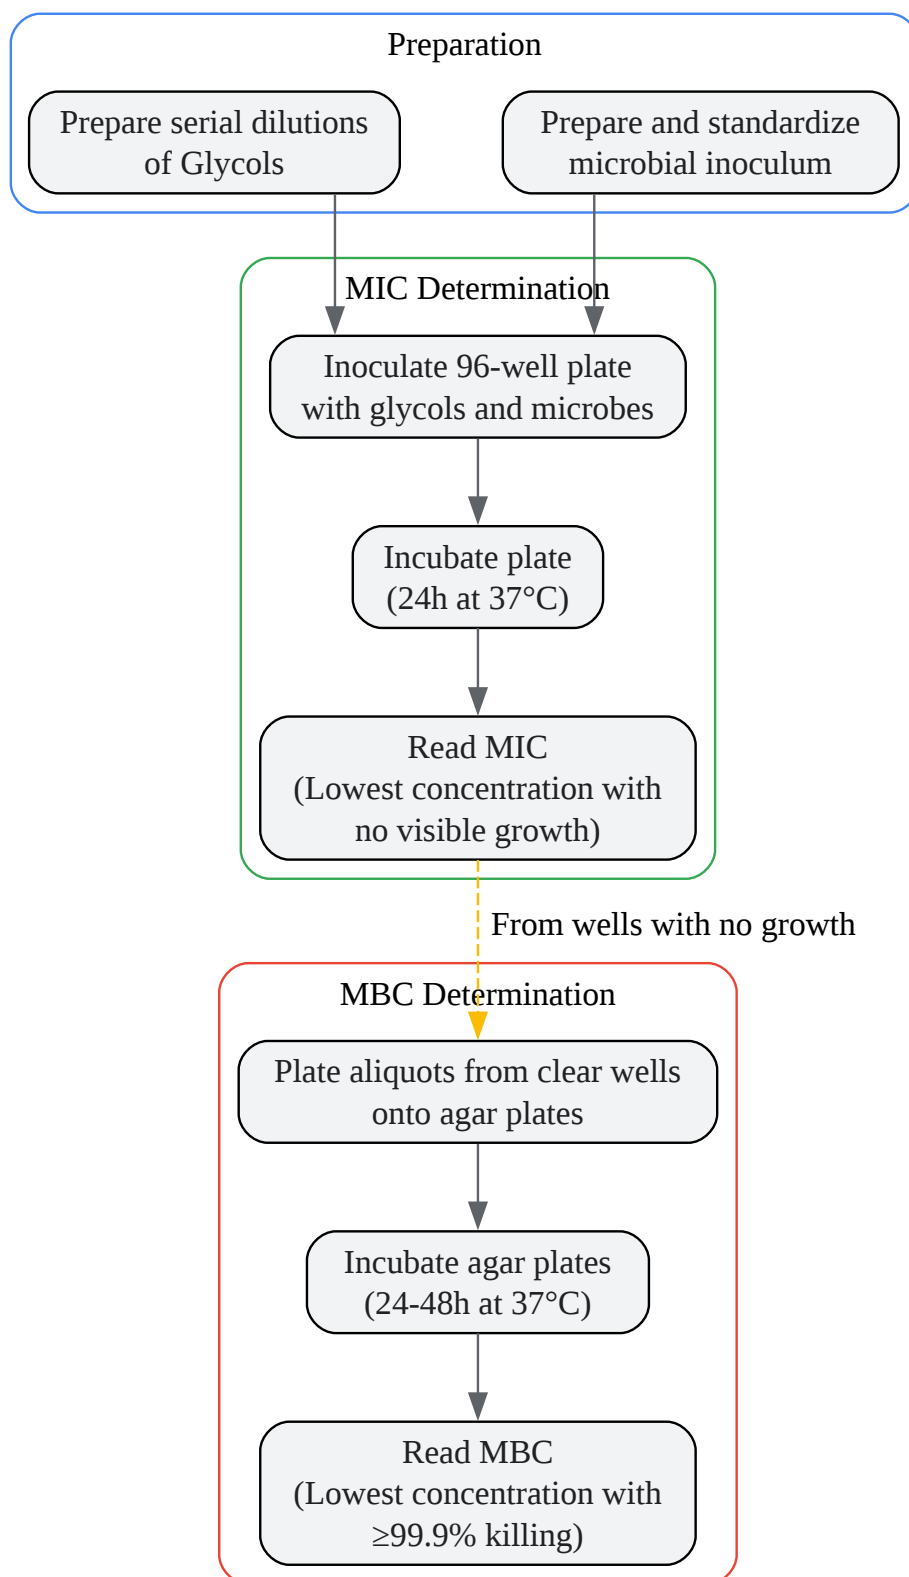 Preparation
Prepare serial dilutions
of Glycols
Prepare and standardize
microbial inoculum
MIC Determination
Inoculate 96-well plate
with glycols and microbes
Incubate plate
(24h at 37°C)
Read MIC
(Lowest concentration with
no visible growth)
From wells with no growth
MBC Determination
Plate aliquots from clear wells
onto agar plates
Incubate agar plates
(24-48h at 37°C)
Read MBC
(Lowest concentration with
≥99.9% killing)